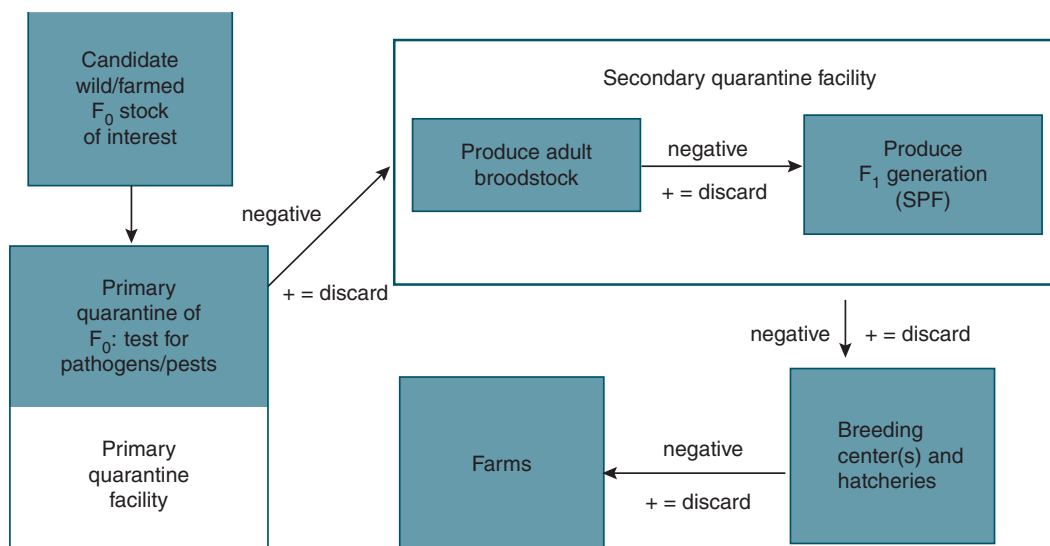 Candidate
wild/farmed
F₀ stock
of interest
negative
+ = discard
Primary
quarantine of
F₀: test for
pathogens/pests
Primary
quarantine
facility
Secondary quarantine facility
Produce adult
broodstock
negative
+ = discard
Produce
F₁ generation
(SPF)
negative
+ = discard
Breeding
center(s) and
hatcheries
negative
+ = discard
Farms